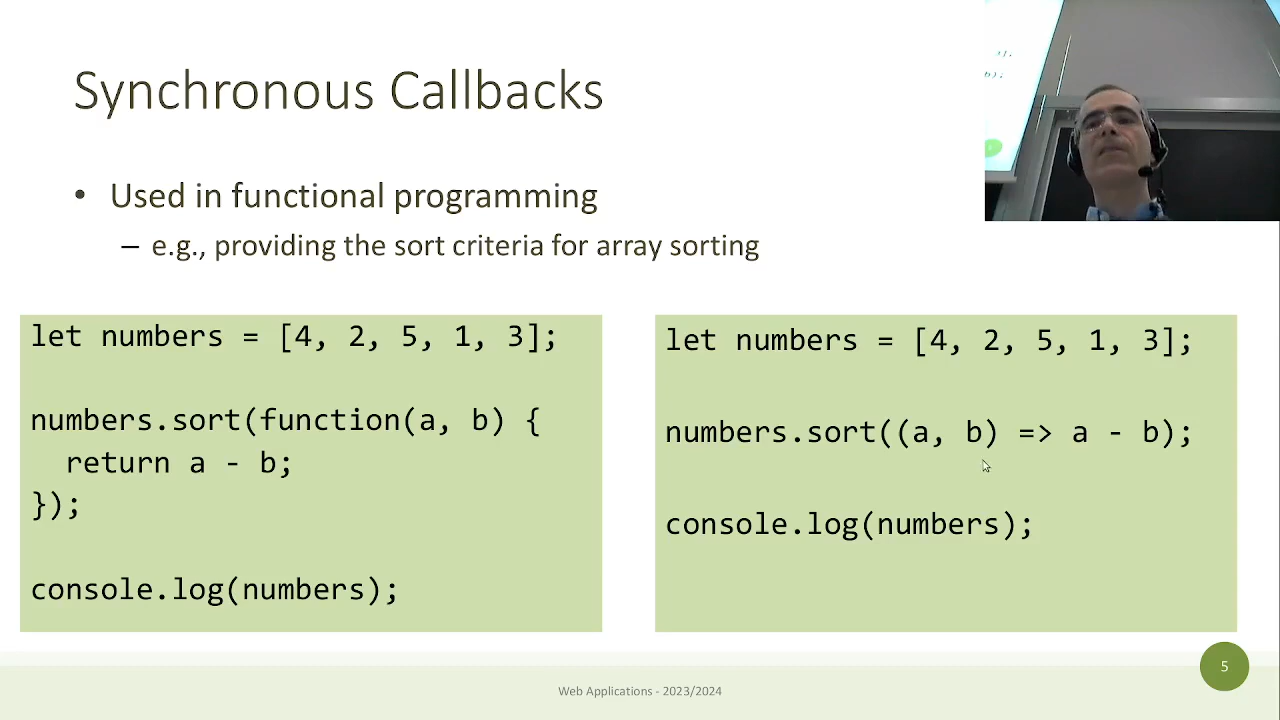 Synchronous Callbacks
• Used in functional programming
– e.g., providing the sort criteria for array sorting
let numbers = [4, 2, 5, 1, 3];
numbers.sort(function(a, b) {
  return a - b;
});
console.log(numbers);
let numbers = [4, 2, 5, 1, 3];
numbers.sort((a, b) => a - b);
console.log(numbers);
Web Applications - 2023/2024
5